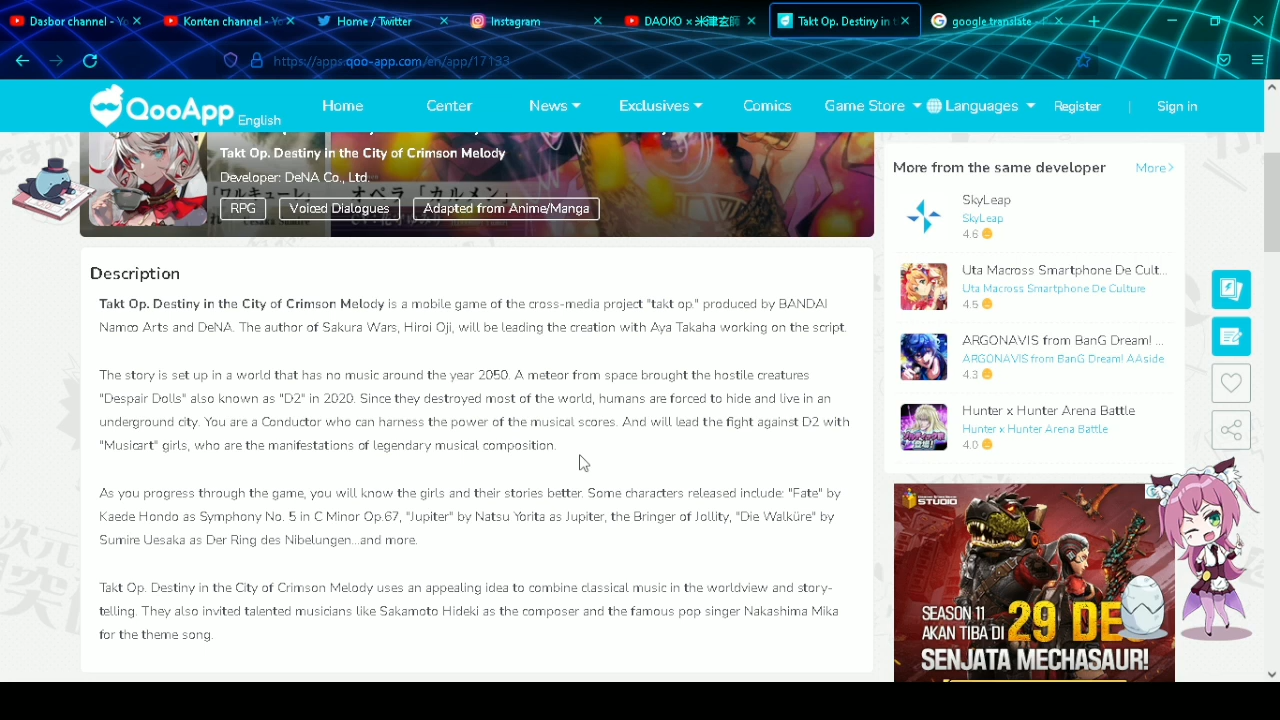 Dasbor channel - Yo
Konten channel - Yo
Home / Twitter
Instagram
DAOKO × 米津玄師
Takt Op. Destiny in t
google translate -
https://apps.qoo-app.com/en/app/17133
QooApp
English
Home
Center
News
Exclusives
Comics
Game Store
Languages
Register
|
Sign in
Takt Op. Destiny in the City of Crimson Melody
Developer: DeNA Co., Ltd.
「ワルキューレ」 オペラ「カルメン」
RPG
Voiced Dialogues
Adapted from Anime/Manga
Description
Takt Op. Destiny in the City of Crimson Melody is a mobile game of the cross-media project "takt op." produced by BANDAI
Namco Arts and DeNA. The author of Sakura Wars, Hiroi Oji, will be leading the creation with Aya Takaha working on the script.
The story is set up in a world that has no music around the year 2050. A meteor from space brought the hostile creatures
"Despair Dolls" also known as "D2" in 2020. Since they destroyed most of the world, humans are forced to hide and live in an
underground city. You are a Conductor who can harness the power of the musical scores. And will lead the fight against D2 with
"Musicart" girls, who are the manifestations of legendary musical composition.
As you progress through the game, you will know the girls and their stories better. Some characters released include: "Fate" by
Kaede Hondo as Symphony No. 5 in C Minor Op.67, "Jupiter" by Natsu Yorita as Jupiter, the Bringer of Jollity, "Die Walküre" by
Sumire Uesaka as Der Ring des Nibelungen...and more.
Takt Op. Destiny in the City of Crimson Melody uses an appealing idea to combine classical music in the worldview and story-
telling. They also invited talented musicians like Sakamoto Hideki as the composer and the famous pop singer Nakashima Mika
for the theme song.
More from the same developer
More
SkyLeap
SkyLeap
4.6
Uta Macross Smartphone De Cult...
Uta Macross Smartphone De Culture
4.5
ARGONAVIS from BanG Dream! ...
ARGONAVIS from BanG Dream! AAside
4.3
Hunter x Hunter Arena Battle
Hunter x Hunter Arena Battle
4.0
STUDIO
SEASON 11
AKAN TIBA DI
29 DE
SENJATA MECHASAUR!